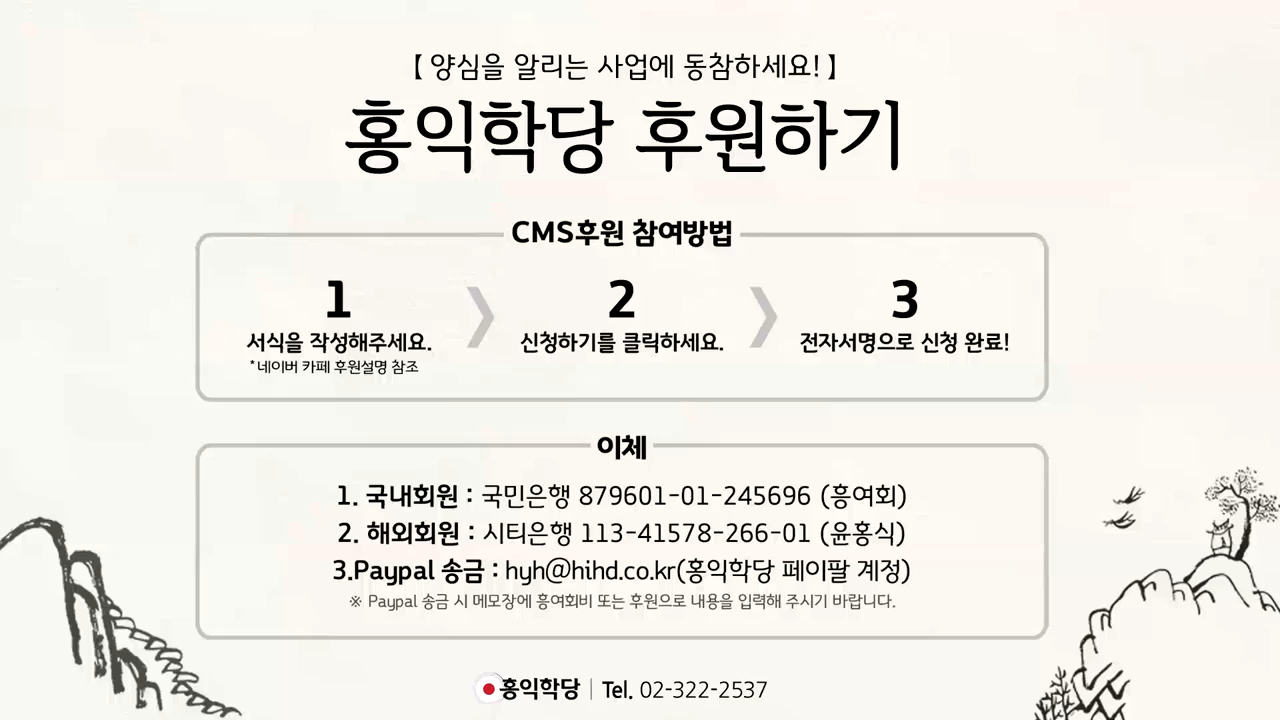 【 양심을 알리는 사업에 동참하세요! 】
홍익학당 후원하기
CMS후원 참여방법
1
서식을 작성해주세요.
*네이버 카페 후원설명 참조
2
신청하기를 클릭하세요.
3
전자서명으로 신청 완료!
이체
1. 국내회원 : 국민은행 879601-01-245696 (흥여회)
2. 해외회원 : 시티은행 113-41578-266-01 (윤홍식)
3.Paypal 송금 : hyh@hihd.co.kr(홍익학당 페이팔 계정)
※ Paypal 송금 시 메모장에 흥여회비 또는 후원으로 내용을 입력해 주시기 바랍니다.
홍익학당 | Tel. 02-322-2537